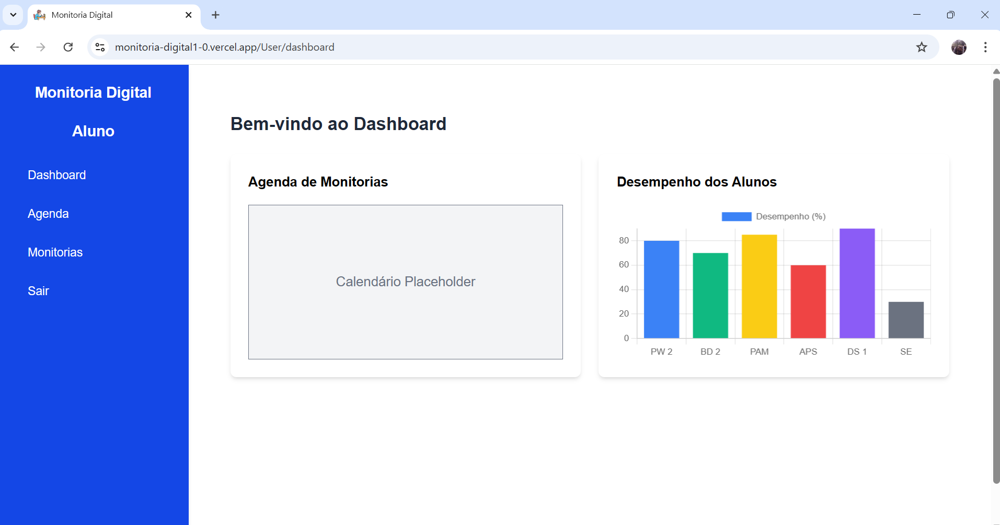 Monitoria Digital
monitoria-digital1-0.vercel.app/User/dashboard
Monitoria Digital
Aluno
Dashboard
Agenda
Monitorias
Sair
Bem-vindo ao Dashboard
Agenda de Monitorias
Calendário Placeholder
Desempenho dos Alunos
Desempenho (%)
80
60
40
20
0
PW 2 BD 2 PAM APS DS 1 SE